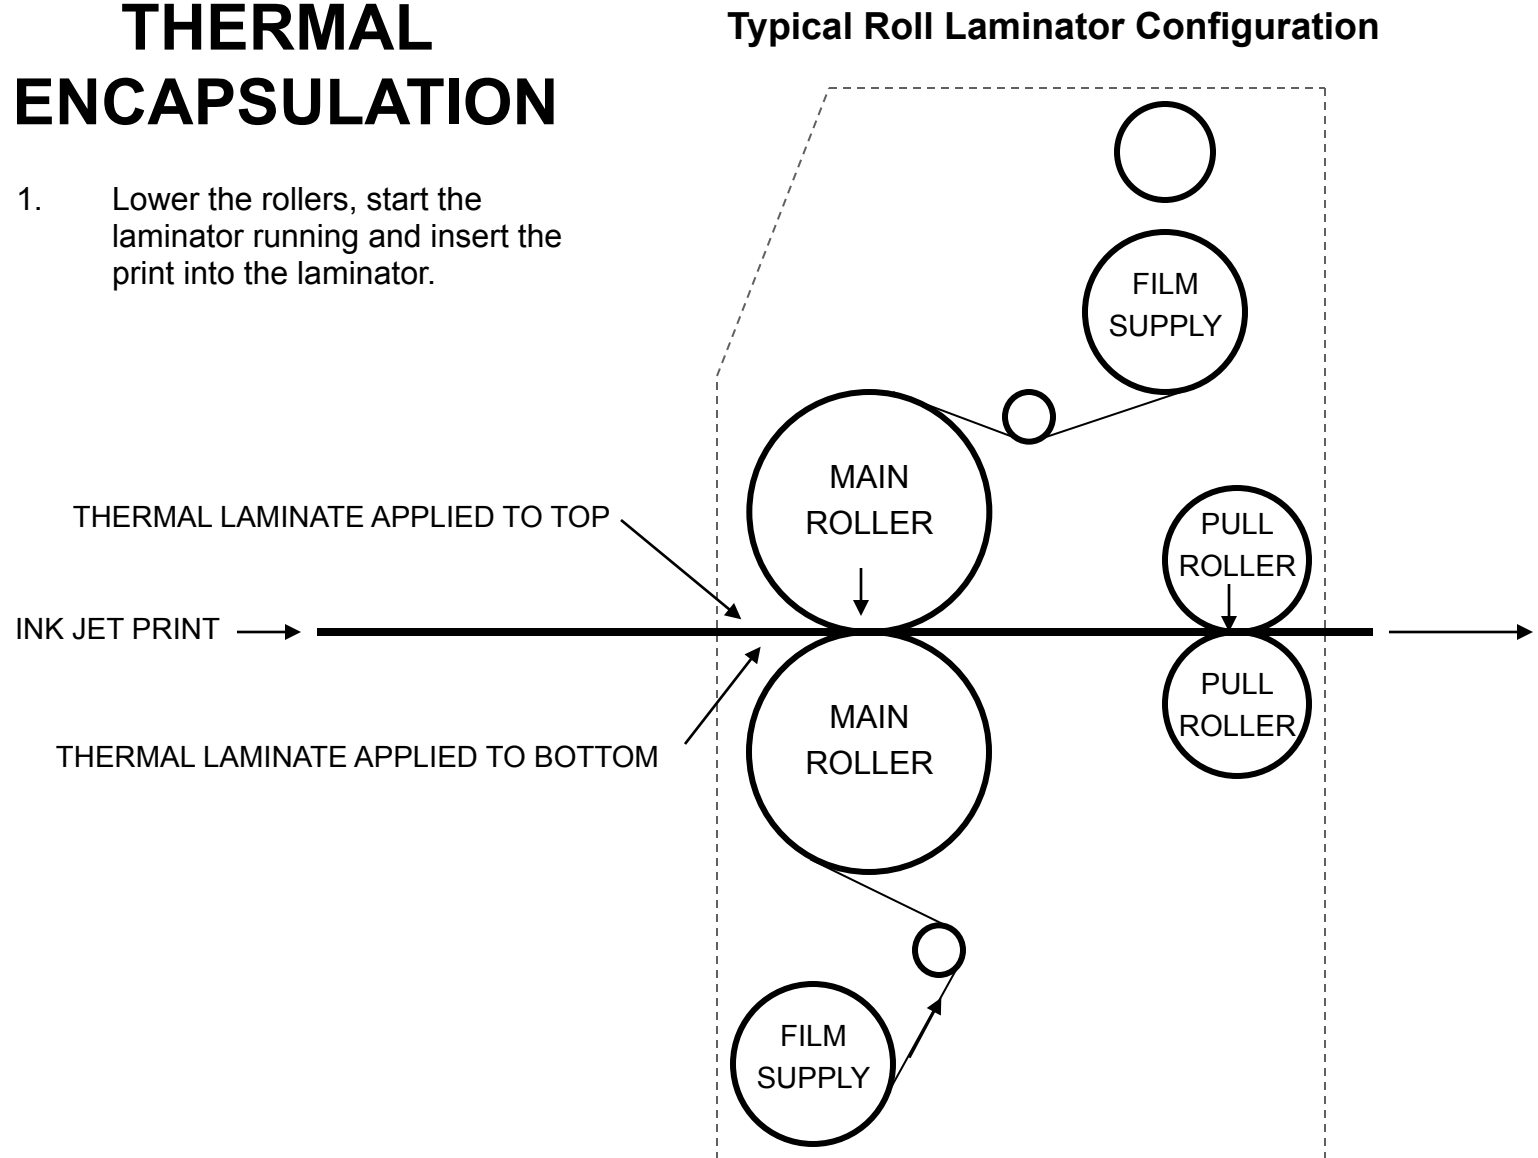 THERMAL
ENCAPSULATION
Typical Roll Laminator Configuration
1. Lower the rollers, start the
laminator running and insert the
print into the laminator.
FILM
SUPPLY
MAIN
ROLLER
THERMAL LAMINATE APPLIED TO TOP
PULL
ROLLER
INK JET PRINT
PULL
ROLLER
MAIN
ROLLER
THERMAL LAMINATE APPLIED TO BOTTOM
FILM
SUPPLY